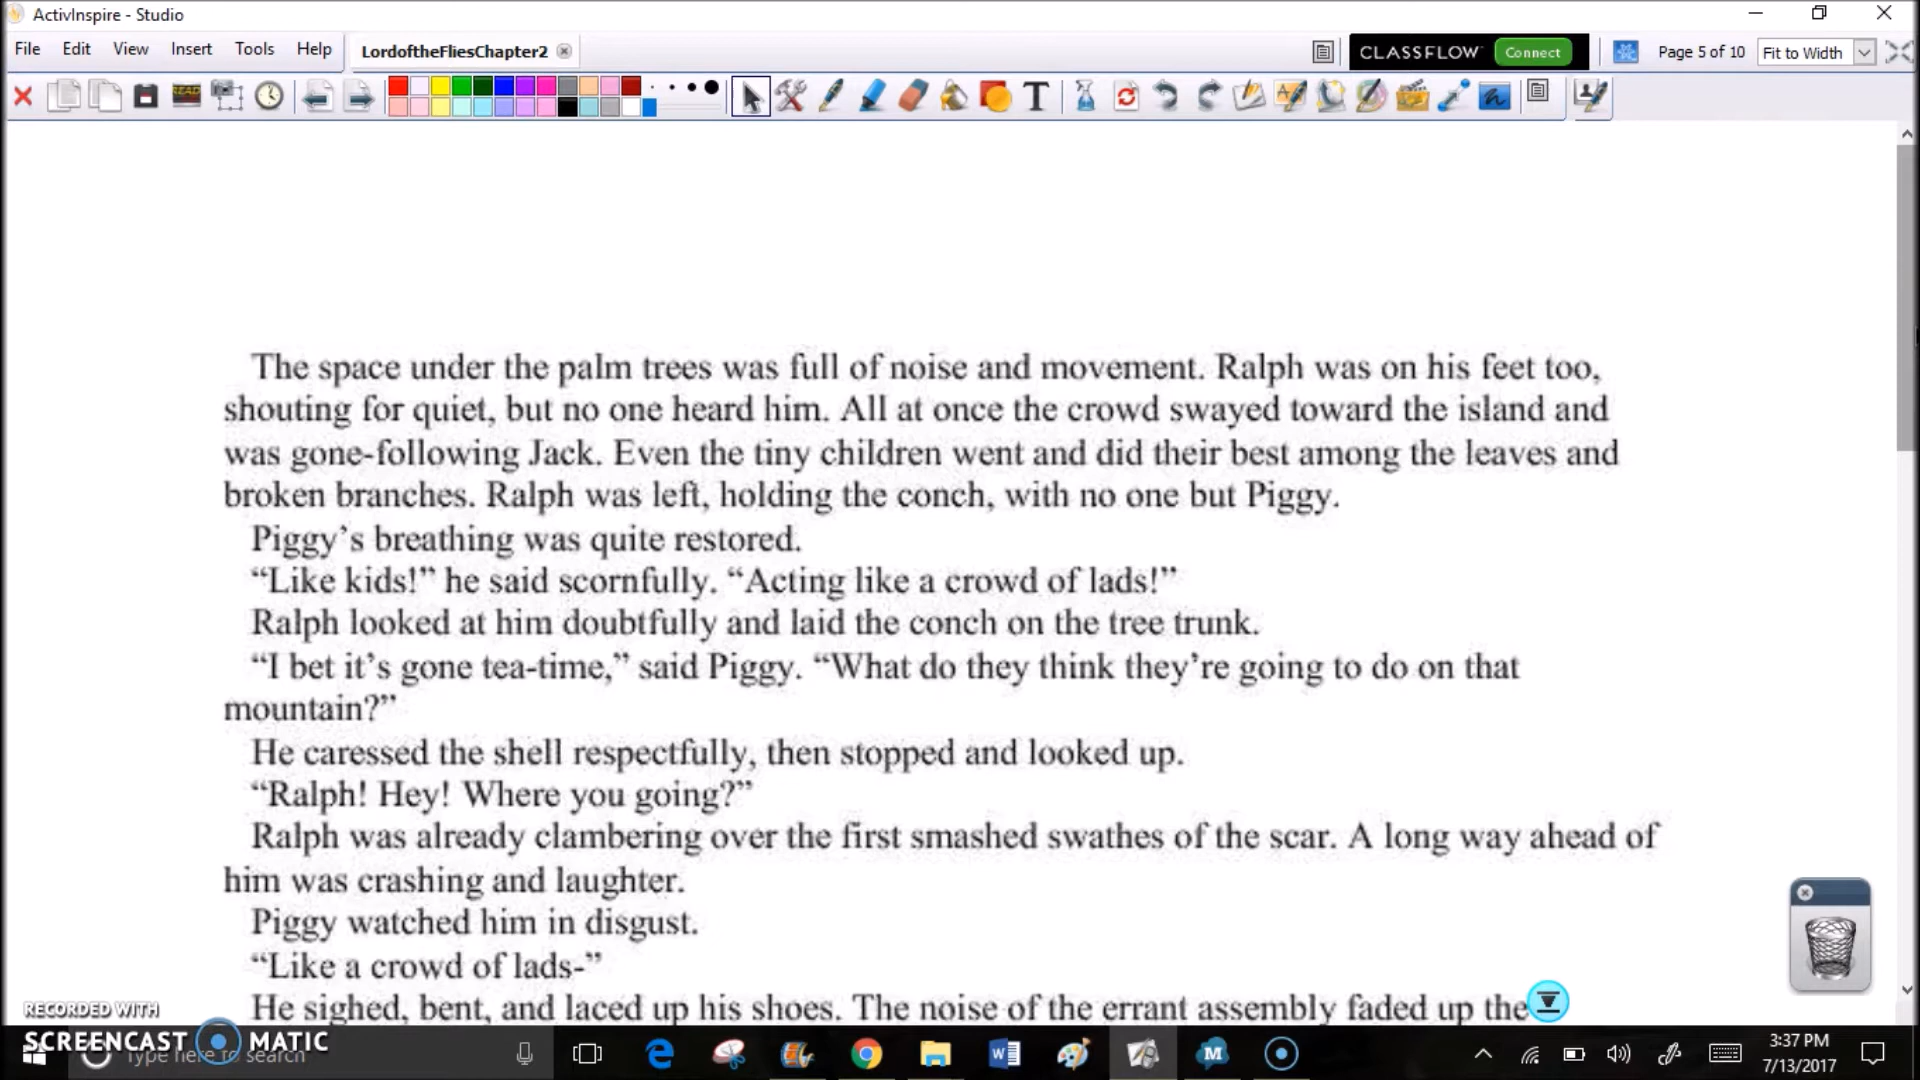 ActivInspire - Studio
File Edit View Insert Tools Help
LordoftheFliesChapter2
CLASSFLOW Connect
Page 5 of 10 Fit to Width
READ
The space under the palm trees was full of noise and movement. Ralph was on his feet too,
shouting for quiet, but no one heard him. All at once the crowd swayed toward the island and
was gone-following Jack. Even the tiny children went and did their best among the leaves and
broken branches. Ralph was left, holding the conch, with no one but Piggy.
Piggy’s breathing was quite restored.
“Like kids!” he said scornfully. “Acting like a crowd of lads!”
Ralph looked at him doubtfully and laid the conch on the tree trunk.
“I bet it’s gone tea-time,” said Piggy. “What do they think they’re going to do on that
mountain?”
He caressed the shell respectfully, then stopped and looked up.
“Ralph! Hey! Where you going?”
Ralph was already clambering over the first smashed swathes of the scar. A long way ahead of
him was crashing and laughter.
Piggy watched him in disgust.
“Like a crowd of lads-”
He sighed, bent, and laced up his shoes. The noise of the errant assembly faded up the
RECORDED WITH
SCREENCAST MATIC
Type here to search
3:37 PM
7/13/2017